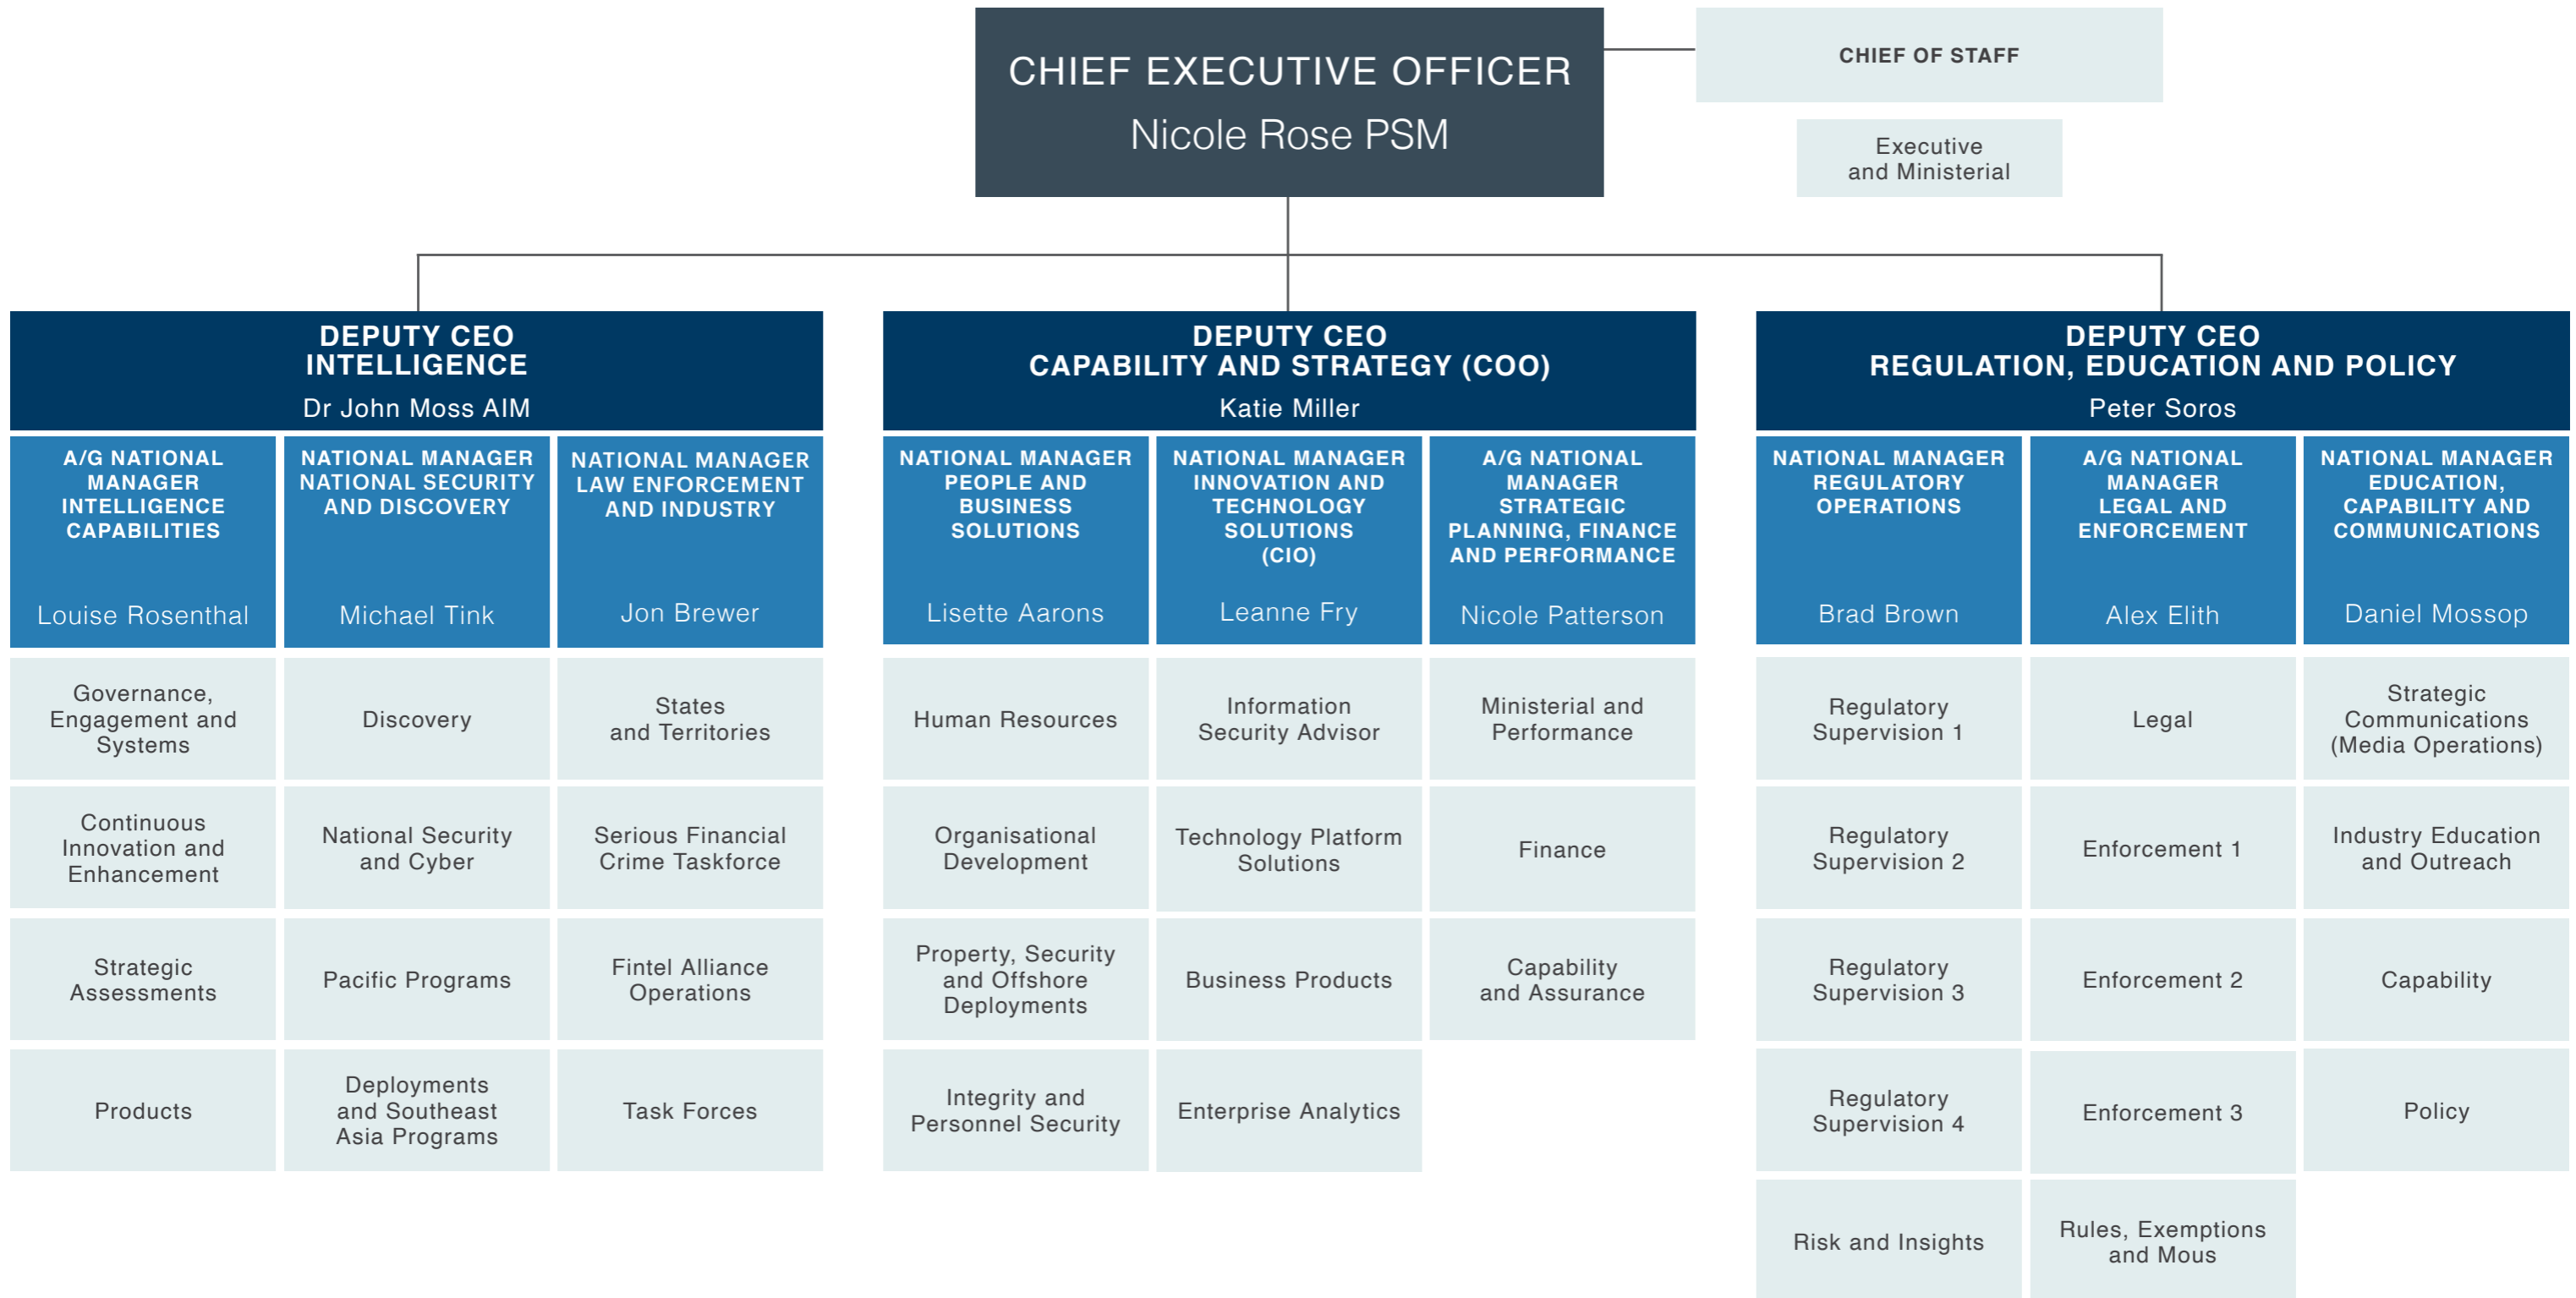 CHIEF EXECUTIVE OFFICER
Nicole Rose PSM
CHIEF OF STAFF
Executive
and Ministerial
DEPUTY CEO
INTELLIGENCE
Dr John Moss AIM
A/G NATIONAL
MANAGER
INTELLIGENCE
CAPABILITIES
Louise Rosenthal
Governance,
Engagement and
Systems
Continuous
Innovation and
Enhancement
Strategic
Assessments
Products
NATIONAL MANAGER
NATIONAL SECURITY
AND DISCOVERY
Michael Tink
Discovery
National Security
and Cyber
Pacific Programs
Deployments
and Southeast
Asia Programs
NATIONAL MANAGER
LAW ENFORCEMENT
AND INDUSTRY
Jon Brewer
States
and Territories
Serious Financial
Crime Taskforce
Fintel Alliance
Operations
Task Forces
DEPUTY CEO
CAPABILITY AND STRATEGY (COO)
Katie Miller
NATIONAL MANAGER
PEOPLE AND
BUSINESS
SOLUTIONS
Lisette Aarons
Human Resources
Organisational
Development
Property, Security
and Offshore
Deployments
Integrity and
Personnel Security
NATIONAL MANAGER
INNOVATION AND
TECHNOLOGY
SOLUTIONS
(CIO)
Leanne Fry
Information
Security Advisor
Technology Platform
Solutions
Business Products
Enterprise Analytics
A/G NATIONAL
MANAGER
STRATEGIC
PLANNING, FINANCE
AND PERFORMANCE
Nicole Patterson
Ministerial and
Performance
Finance
Capability
and Assurance
DEPUTY CEO
REGULATION, EDUCATION AND POLICY
Peter Soros
NATIONAL MANAGER
REGULATORY
OPERATIONS
Brad Brown
Regulatory
Supervision 1
Regulatory
Supervision 2
Regulatory
Supervision 3
Regulatory
Supervision 4
Risk and Insights
A/G NATIONAL
MANAGER
LEGAL AND
ENFORCEMENT
Alex Elith
Legal
Enforcement 1
Enforcement 2
Enforcement 3
Rules, Exemptions
and Mous
NATIONAL MANAGER
EDUCATION,
CAPABILITY AND
COMMUNICATIONS
Daniel Mossop
Strategic
Communications
(Media Operations)
Industry Education
and Outreach
Capability
Policy